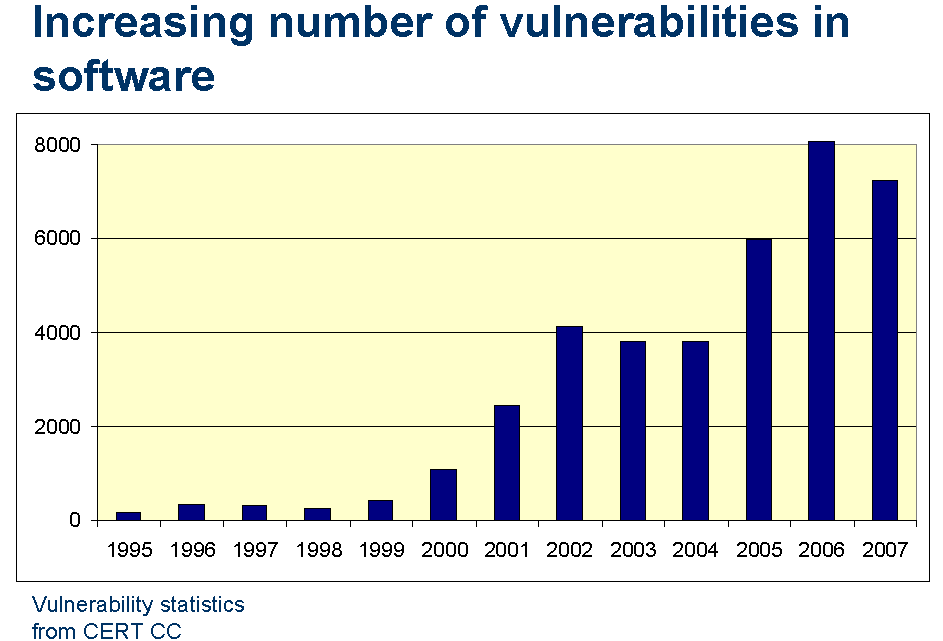 Increasing number of vulnerabilities in
software
8000
6000
4000
2000
0
1995 1996 1997 1998 1999 2000 2001 2002 2003 2004 2005 2006 2007
Vulnerability statistics
from CERT CC